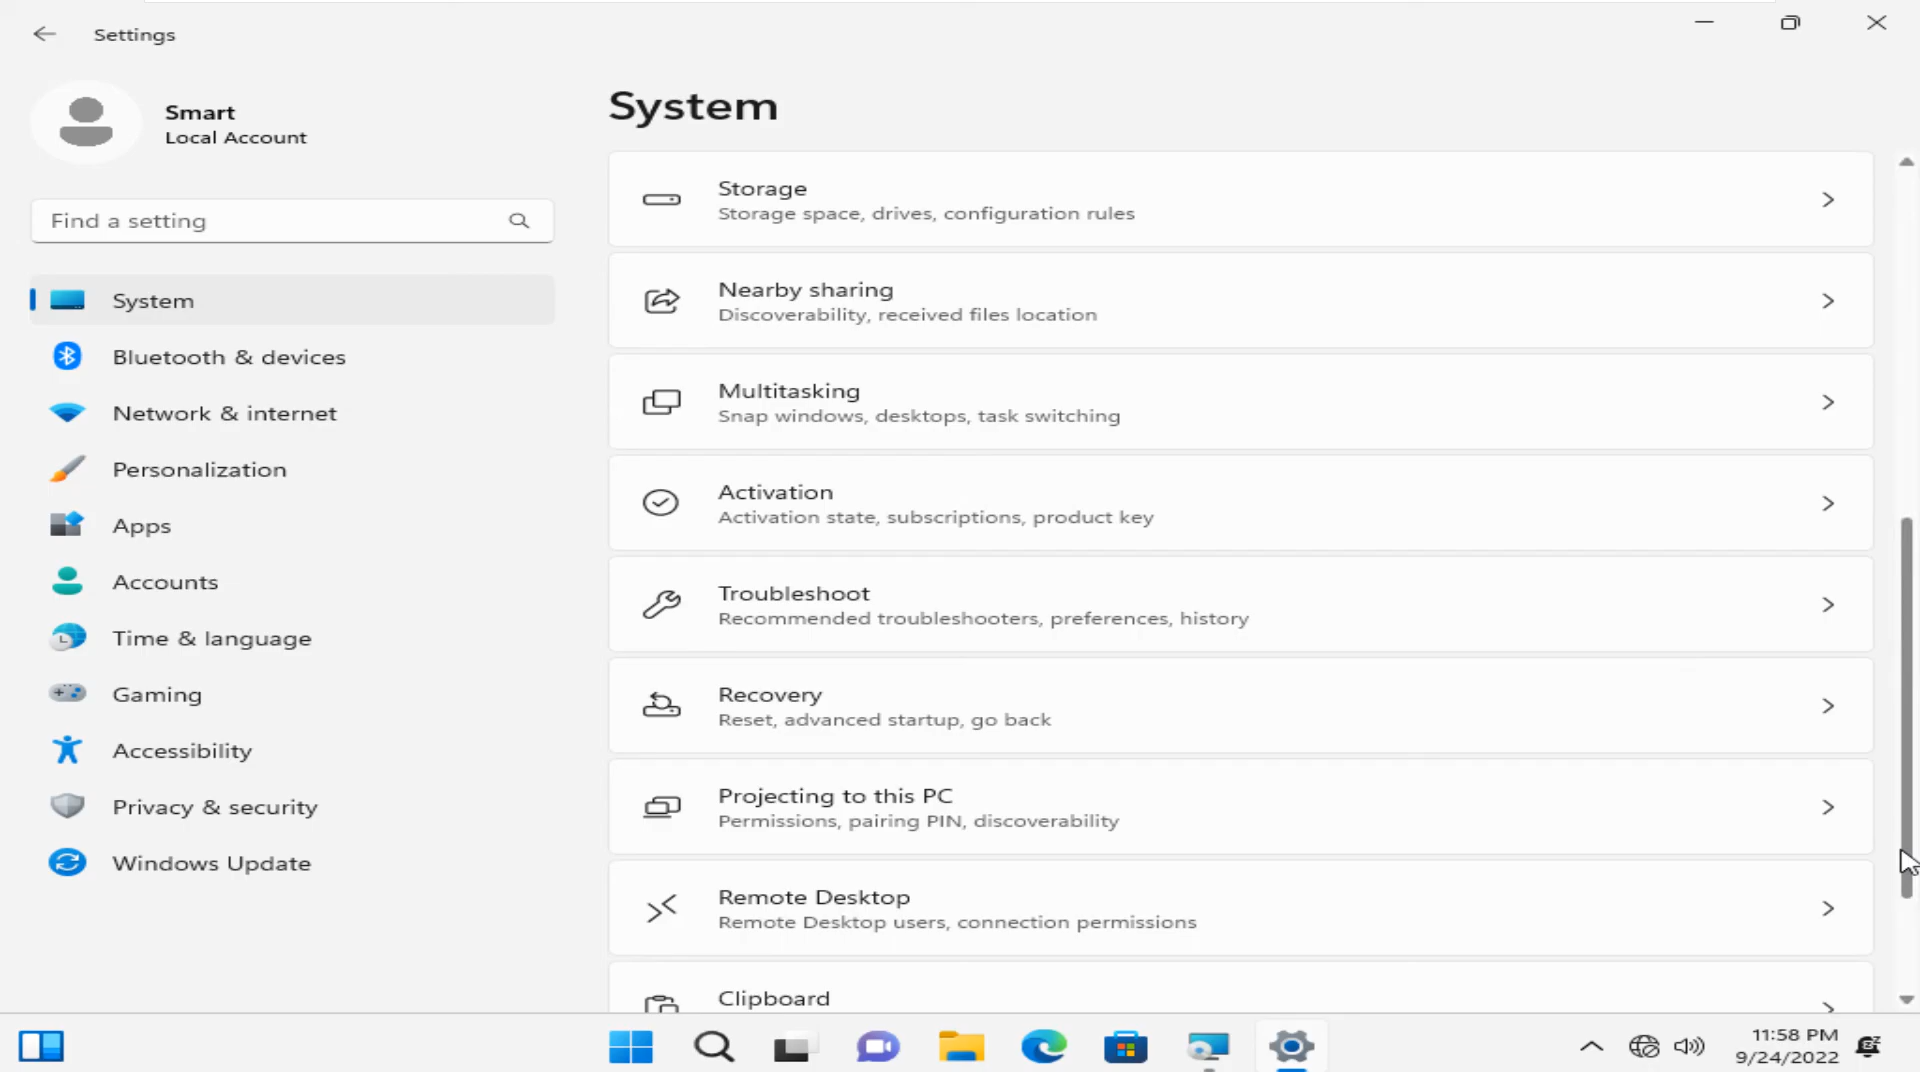 Settings
Smart
Local Account
Find a setting
System
Bluetooth & devices
Network & internet
Personalization
Apps
Accounts
Time & language
Gaming
Accessibility
Privacy & security
Windows Update
System
Storage
Storage space, drives, configuration rules
Nearby sharing
Discoverability, received files location
Multitasking
Snap windows, desktops, task switching
Activation
Activation state, subscriptions, product key
Troubleshoot
Recommended troubleshooters, preferences, history
Recovery
Reset, advanced startup, go back
Projecting to this PC
Permissions, pairing PIN, discoverability
Remote Desktop
Remote Desktop users, connection permissions
Clipboard
11:58 PM
9/24/2022